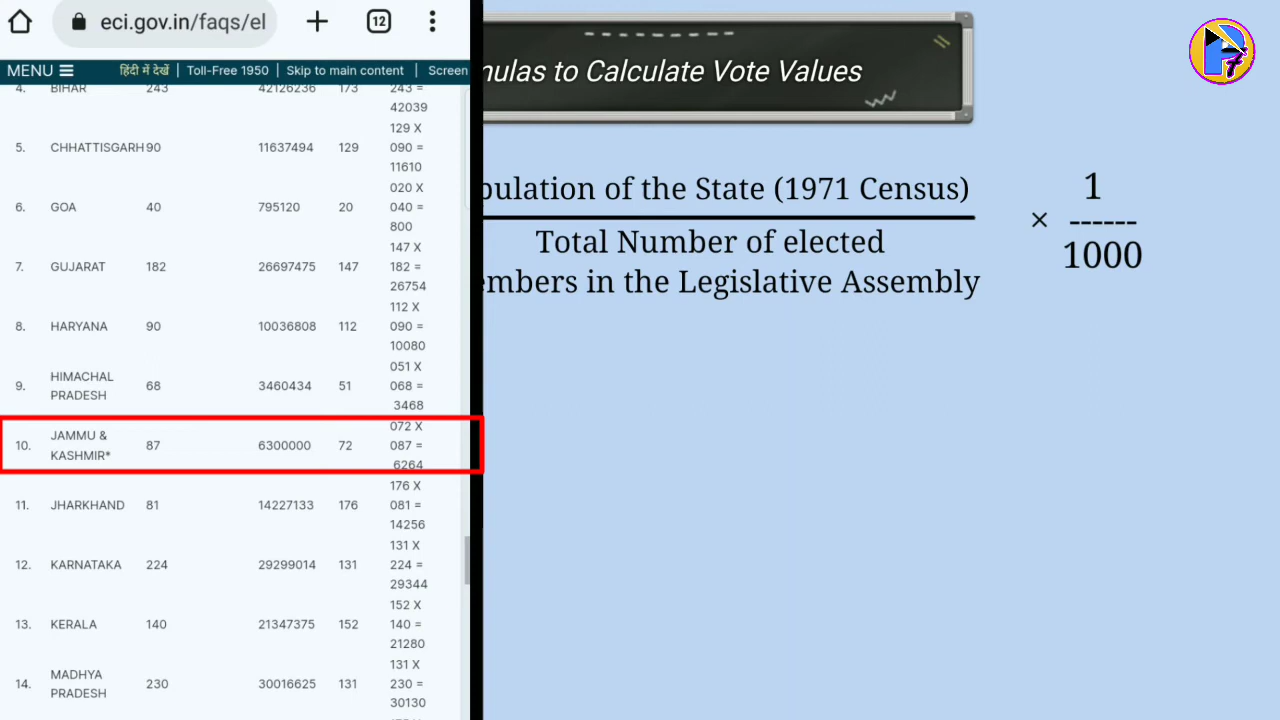 eci.gov.in/faqs/el
12
MENU हिंदी में देखें | Toll-Free 1950 | Skip to main content | Screen
4. BIHAR 243 42126236 173 243 =
42039
129 X
5. CHHATTISGARH 90 11637494 129 090 =
11610
020 X
6. GOA 40 795120 20 040 =
800
147 X
7. GUJARAT 182 26697475 147 182 =
26754
112 X
8. HARYANA 90 10036808 112 090 =
10080
051 X
9. HIMACHAL PRADESH 68 3460434 51 068 =
3468
072 X
10. JAMMU & KASHMIR* 87 6300000 72 087 =
6264
176 X
11. JHARKHAND 81 14227133 176 081 =
14256
131 X
12. KARNATAKA 224 29299014 131 224 =
29344
152 X
13. KERALA 140 21347375 152 140 =
21280
131 X
14. MADHYA PRADESH 230 30016625 131 230 =
30130
mulas to Calculate Vote Values
pulation of the State (1971 Census)
Total Number of elected
embers in the Legislative Assembly
× 1
------
1000
7